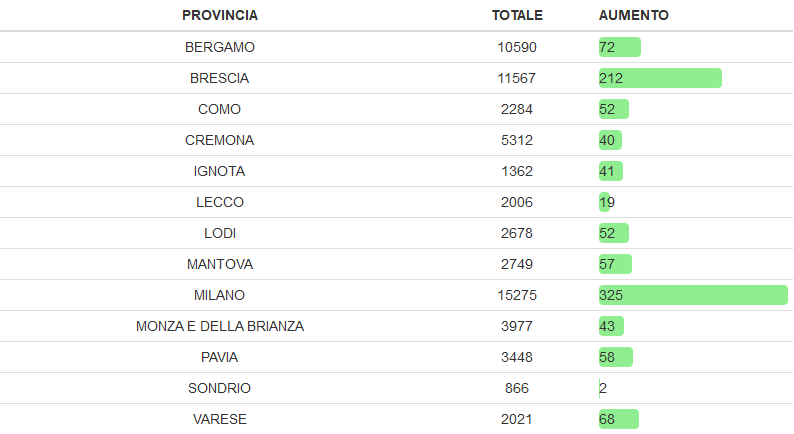 PROVINCIA TOTALE AUMENTO
BERGAMO 10590 72
BRESCIA 11567 212
COMO 2284 52
CREMONA 5312 40
IGNOTA 1362 41
LECCO 2006 19
LODI 2678 52
MANTOVA 2749 57
MILANO 15275 325
MONZA E DELLA BRIANZA 3977 43
PAVIA 3448 58
SONDRIO 866 2
VARESE 2021 68